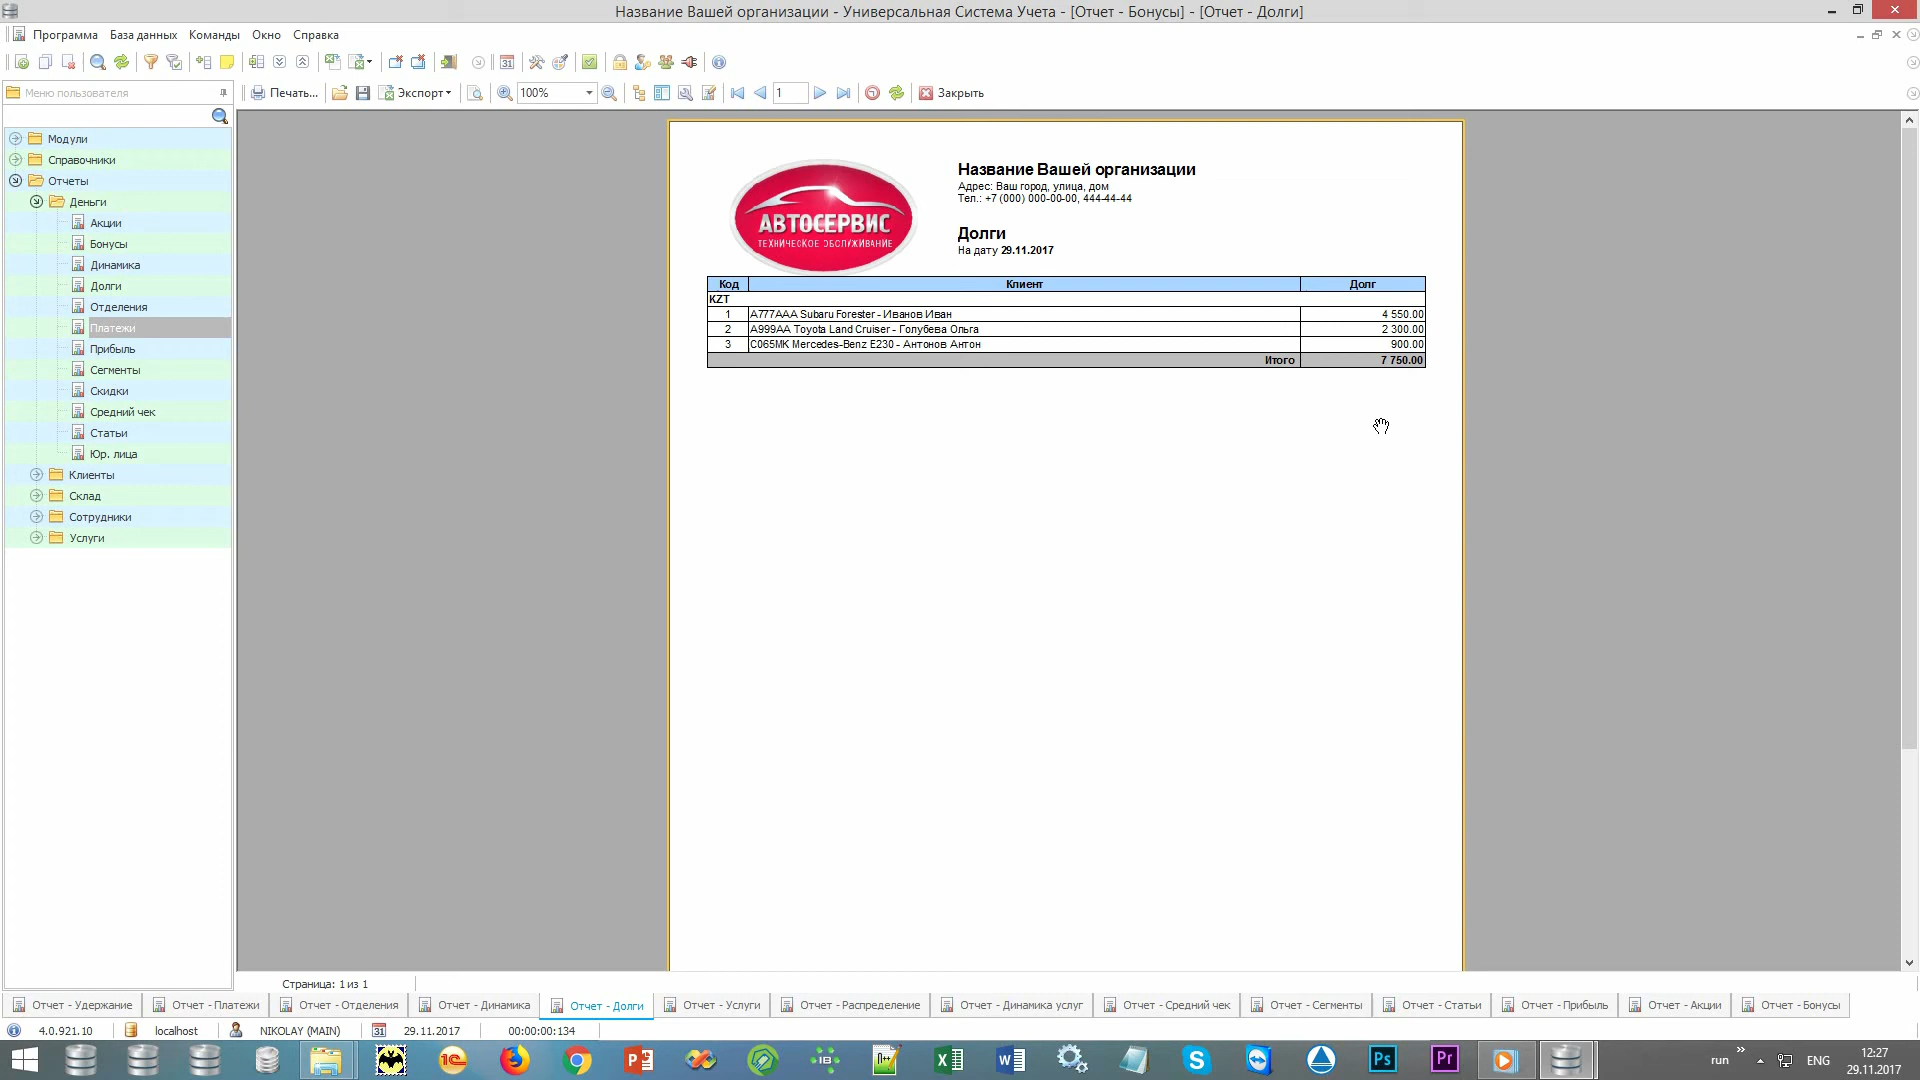 Название Вашей организации - Универсальная Система Учета - [Отчет - Бонусы] - [Отчет - Долги]
Программа База данных Команды Окно Справка
Меню пользователя
Печать... Экспорт 100% 1 Закрыть
Модули
Справочники
Отчеты
Деньги
Акции
Бонусы
Динамика
Долги
Отделения
Платежи
Прибыль
Сегменты
Скидки
Средний чек
Статьи
Юр. лица
Клиенты
Склад
Сотрудники
Услуги
АВТОСЕРВИС
ТЕХНИЧЕСКОЕ ОБСЛУЖИВАНИЕ
Название Вашей организации
Адрес: Ваш город, улица, дом
Тел.: +7 (000) 000-00-00, 444-44-44
Долги
На дату 29.11.2017
Код Клиент Долг
KZT
1 A777AAA Subaru Forester - Иванов Иван 4 550.00
2 A999AA Toyota Land Cruiser - Голубева Ольга 2 300.00
3 C065MK Mercedes-Benz E230 - Антонов Антон 900.00
Итого 7 750.00
Страница: 1 из 1
Отчет - Удержание Отчет - Платежи Отчет - Отделения Отчет - Динамика Отчет - Долги Отчет - Услуги Отчет - Распределение Отчет - Динамика услуг Отчет - Средний чек Отчет - Сегменты Отчет - Статьи Отчет - Прибыль Отчет - Акции Отчет - Бонусы
4.0.921.10 localhost NIKOLAY (MAIN) 31 29.11.2017 00:00:00:134
run » ENG 12:27
29.11.2017